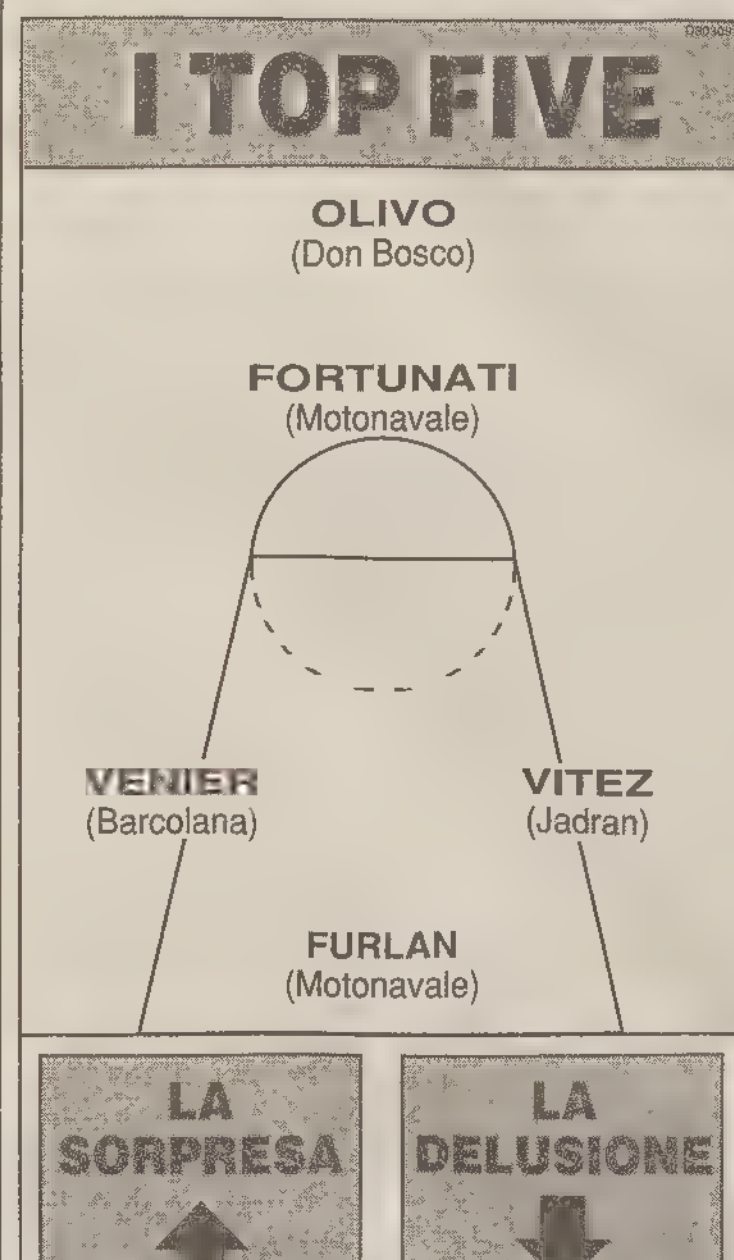 I TOP FIVE
OLIVO
(Don Bosco)
FORTUNATI
(Motonavale)
VENIER
(Barcolana)
VITEZ
(Jadran)
FURLAN
(Motonavale)
LA
SORPRESA
LA
DELUSIONE